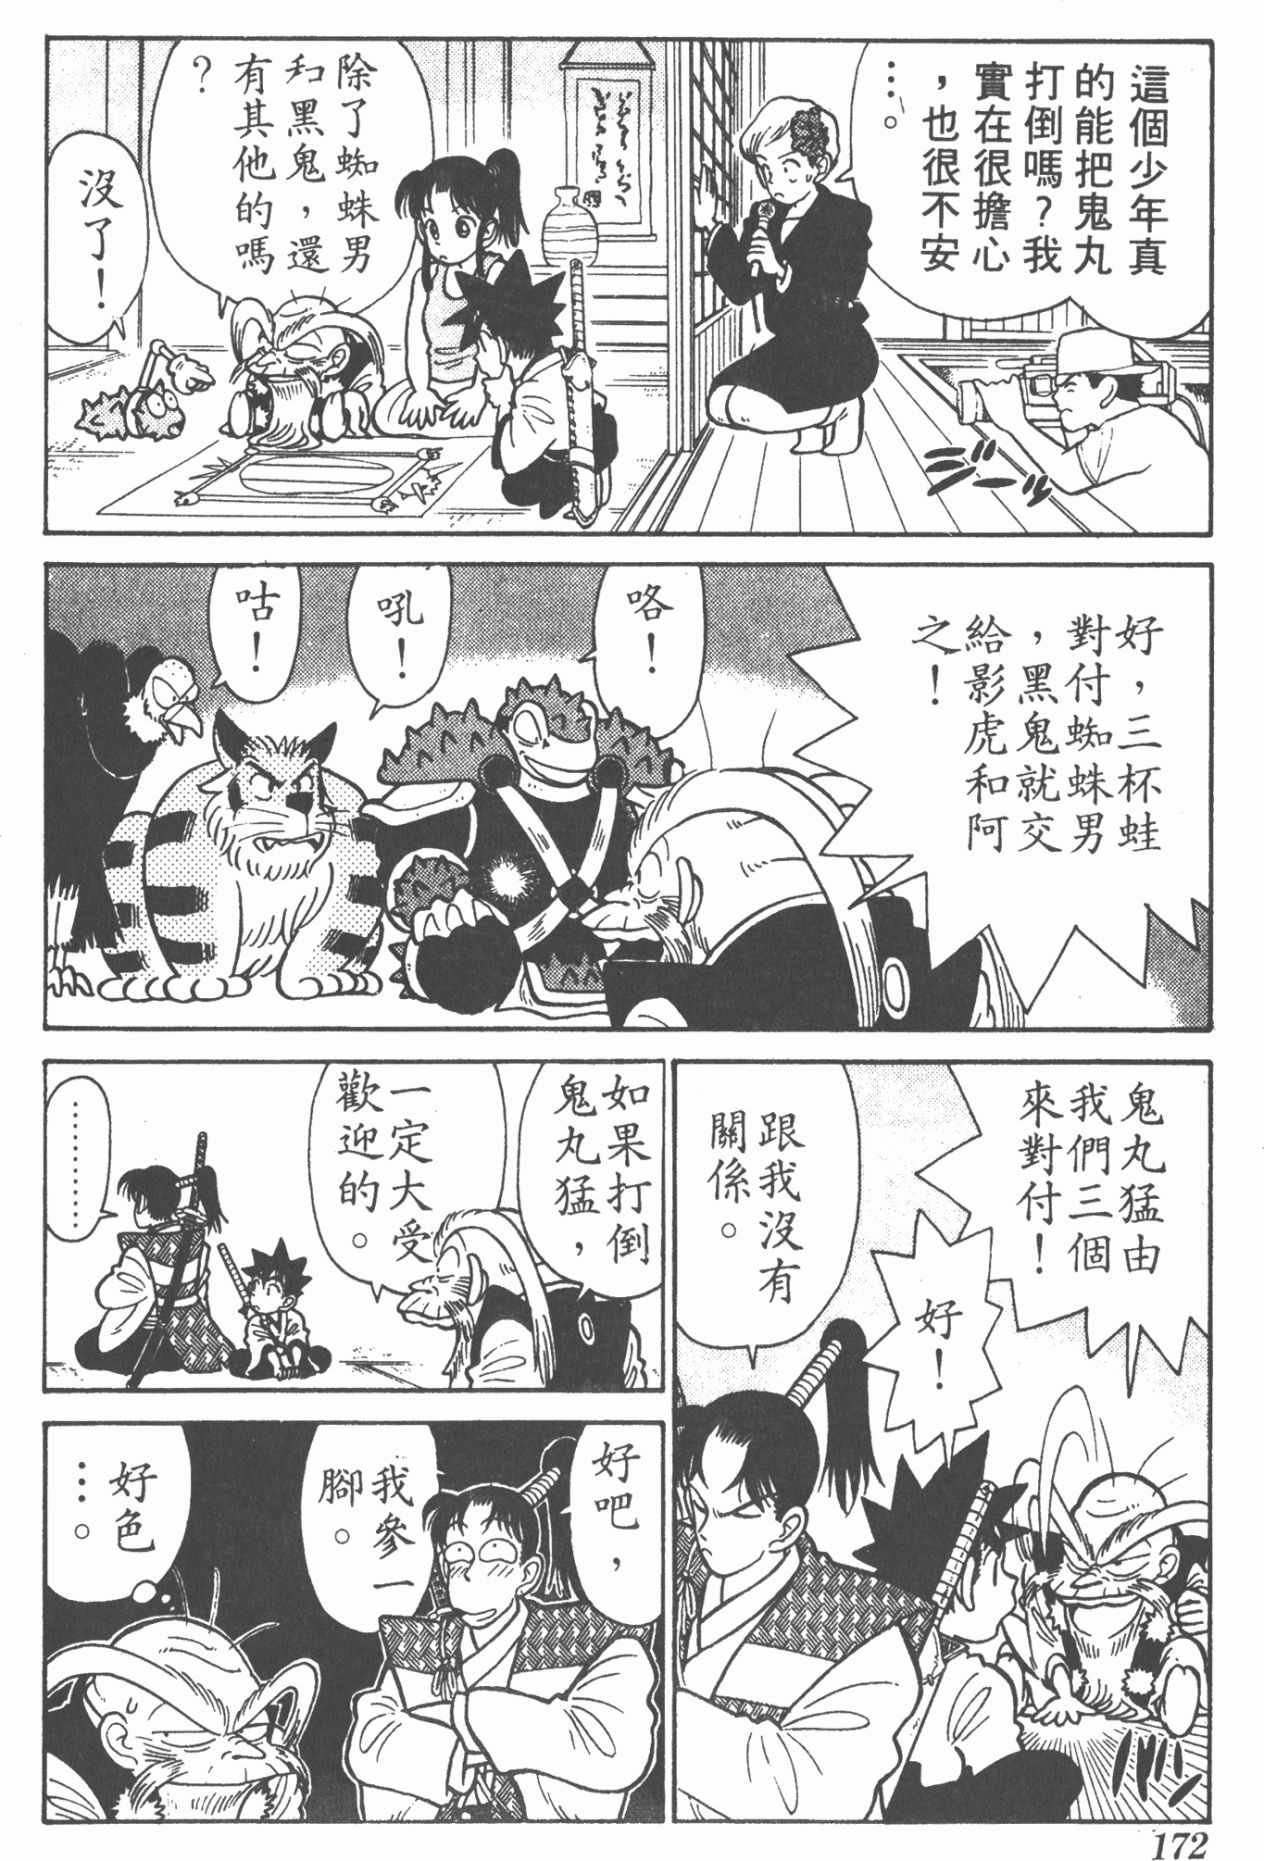 這個少年真
的能把鬼丸
打倒嗎？我
實在很擔心
，也很不安
⋯。
除了蜘蛛男
和黑鬼，還
有其他的嗎
？
沒了！
好，三杯蛙
對付蜘蛛男
，黑鬼就交
給影虎和阿
之！
咯！
吼！
咕！
鬼丸猛由
我們三個
來對付！
好！
跟我沒有
關係。
如果打倒
鬼丸猛，
一定大受
歡迎的。
⋯⋯⋯
好吧，
我參一
腳。
好色
⋯。
172